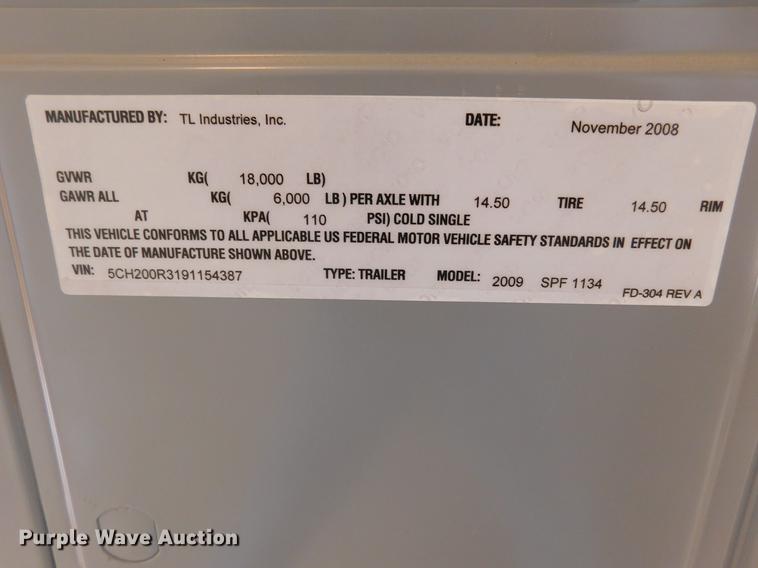 MANUFACTURED BY: TL Industries, Inc. DATE: November 2008
GVWR KG( 18,000 LB)
GAWR ALL KG( 6,000 LB) PER AXLE WITH 14.50 TIRE 14.50 RIM
AT KPA( 110 PSI) COLD SINGLE
THIS VEHICLE CONFORMS TO ALL APPLICABLE US FEDERAL MOTOR VEHICLE SAFETY STANDARDS IN EFFECT ON
THE DATE OF MANUFACTURE SHOWN ABOVE.
VIN: 5CH200R3191154387 TYPE: TRAILER MODEL: 2009 SPF 1134
FD-304 REV A
Purple Wave Auction